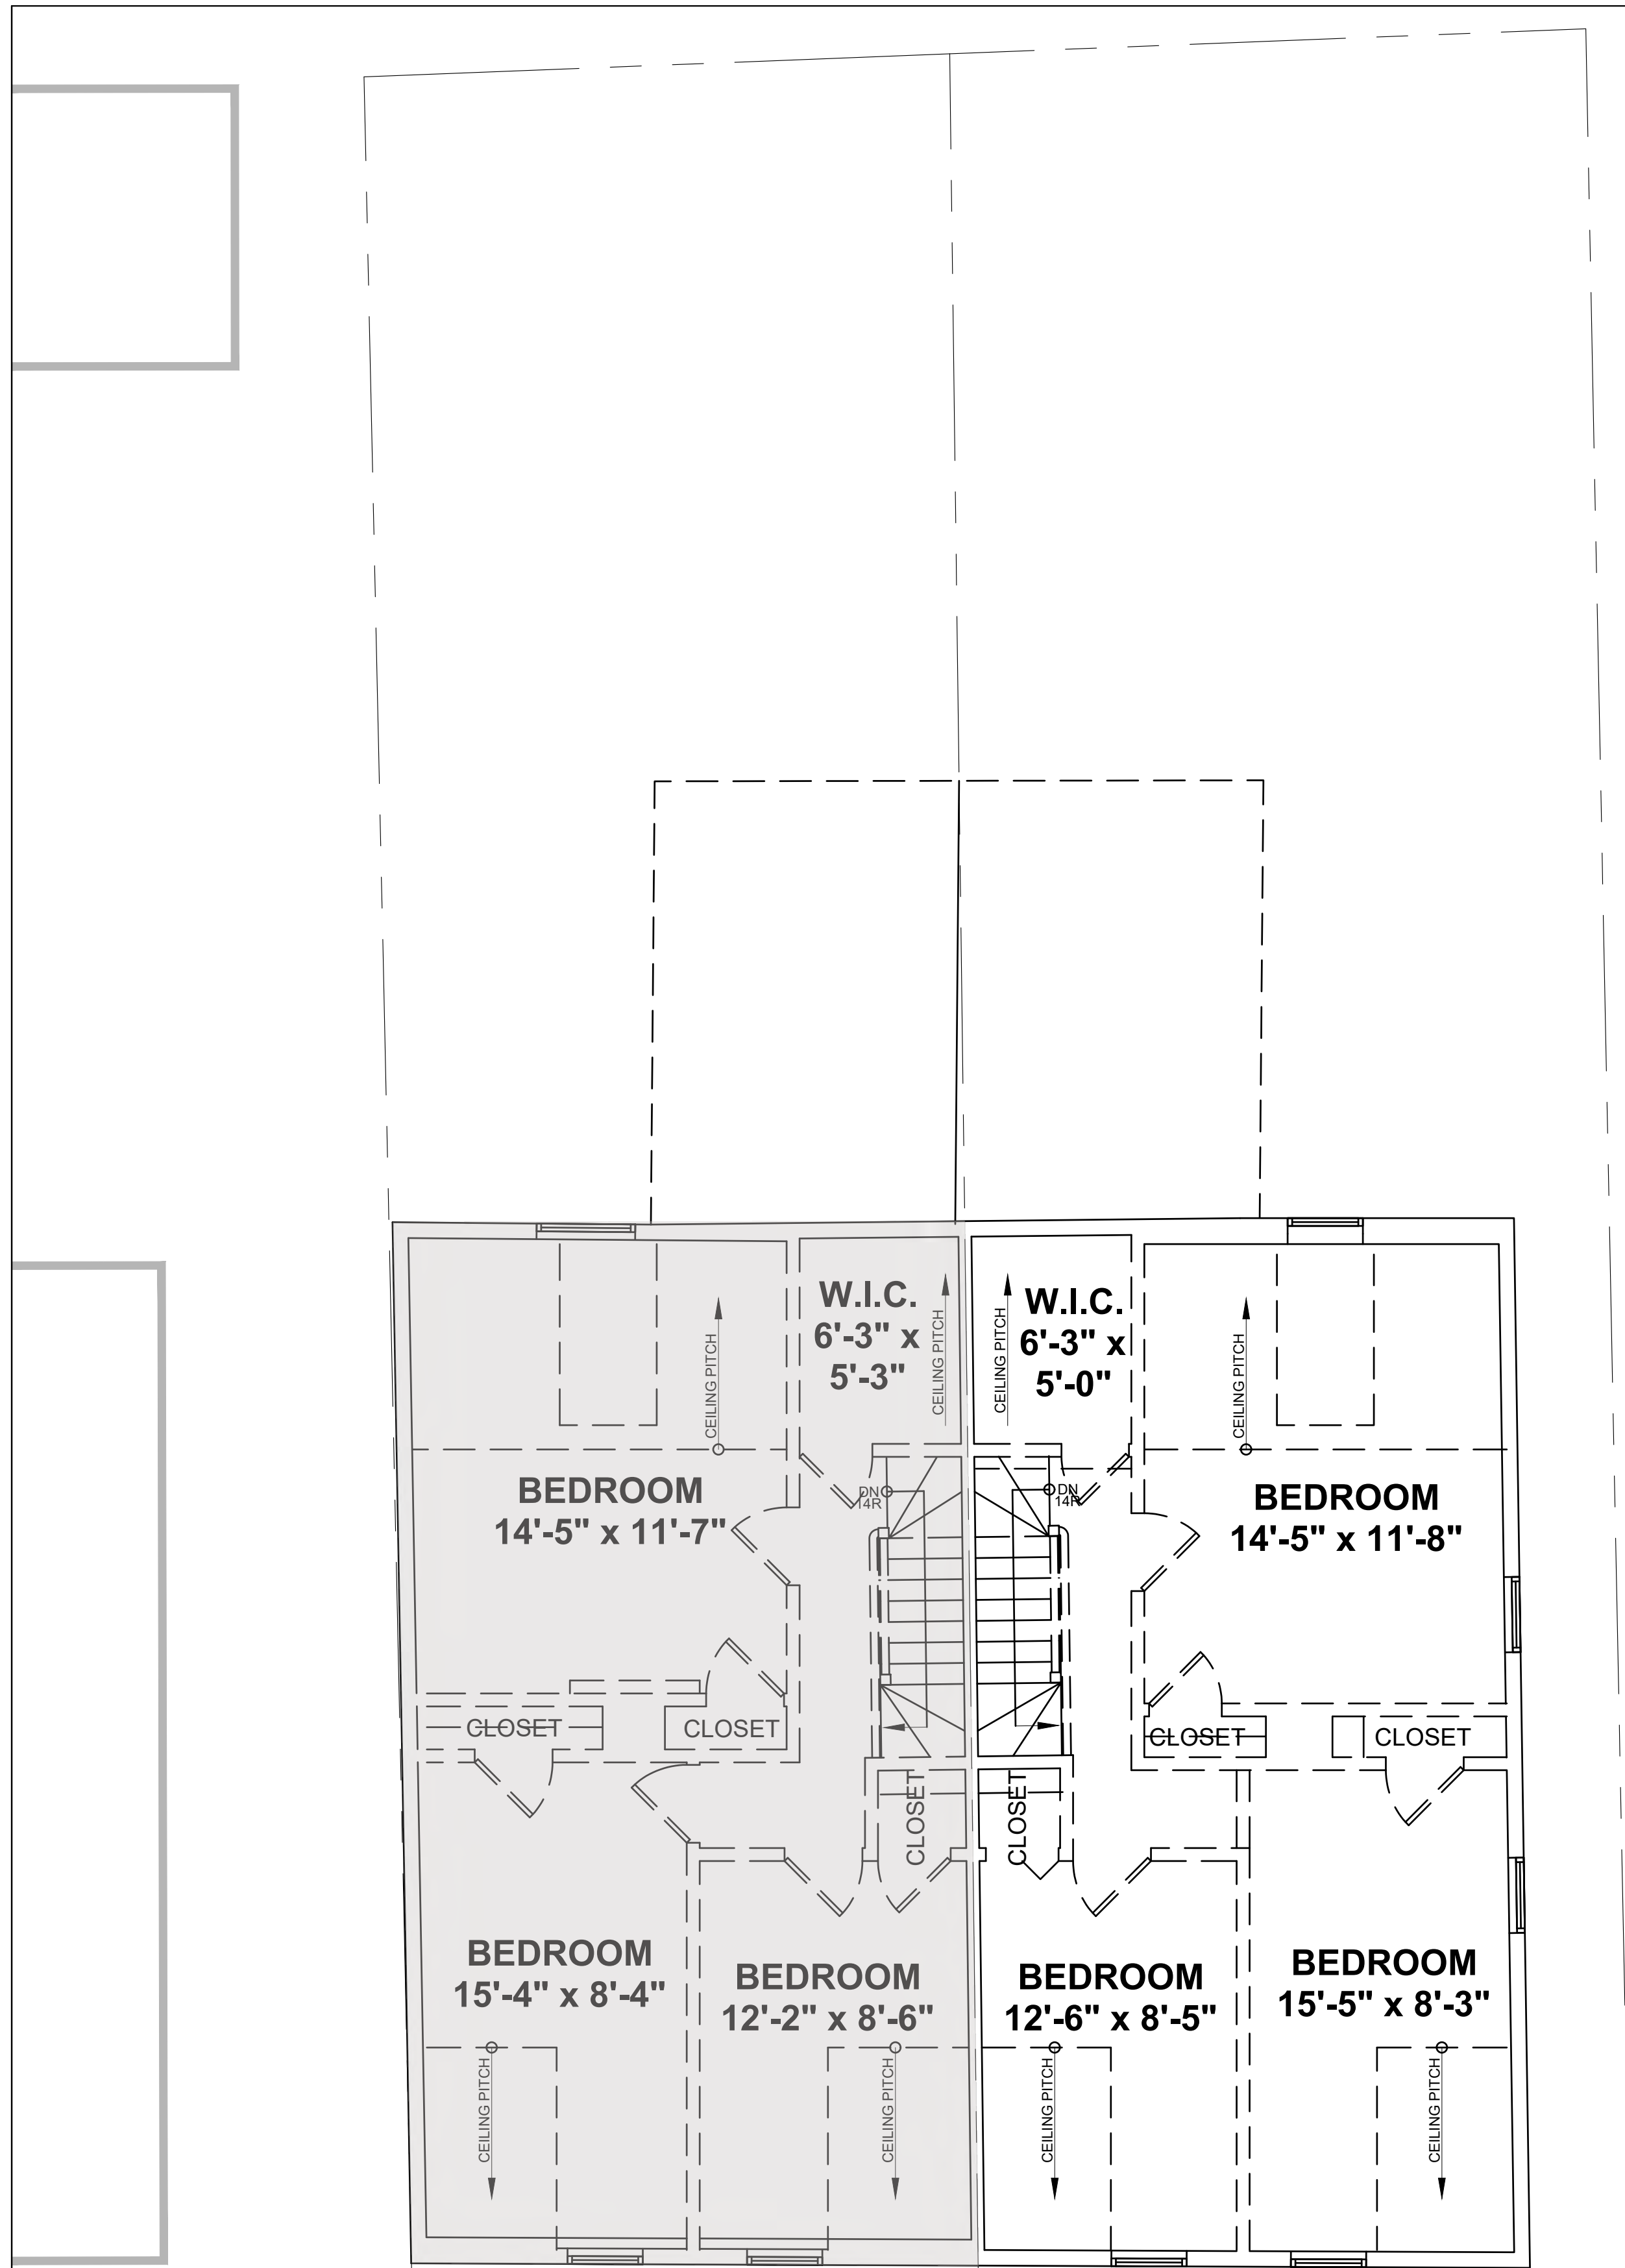 W.I.C.
6'-3" x
5'-3"
CEILING PITCH
CEILING PITCH
W.I.C.
6'-3" x
5'-0"
CEILING PITCH
CEILING PITCH
BEDROOM
14'-5" x 11'-7"
DN
14R
DN
14R
BEDROOM
14'-5" x 11'-8"
CLOSET
CLOSET
CLOSET
CLOSET
CLOSET
CLOSET
BEDROOM
15'-4" x 8'-4"
BEDROOM
12'-2" x 8'-6"
BEDROOM
12'-6" x 8'-5"
BEDROOM
15'-5" x 8'-3"
CEILING PITCH
CEILING PITCH
CEILING PITCH
CEILING PITCH